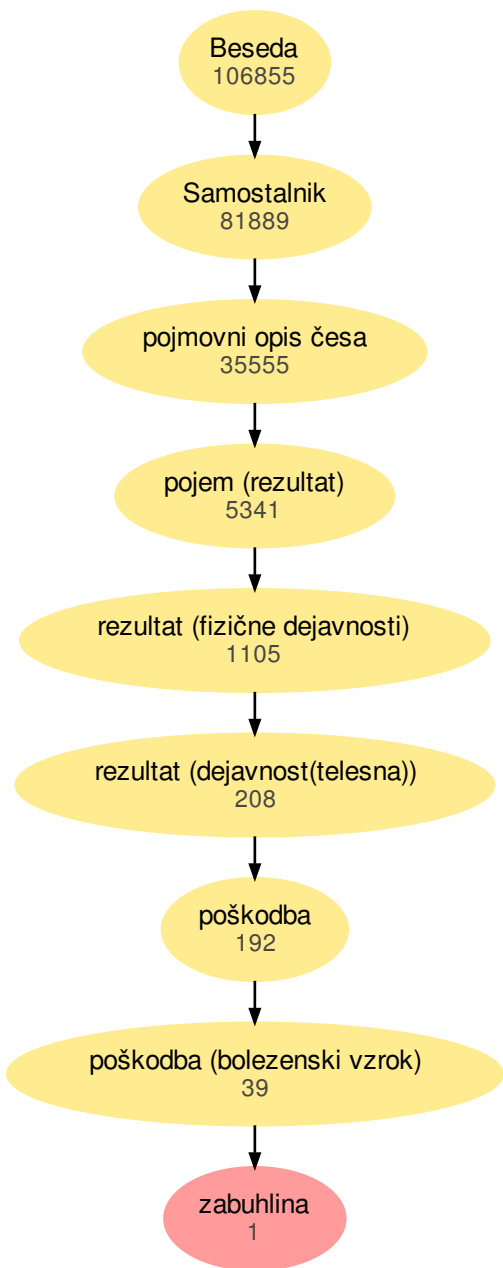 Beseda
106855
Samostalnik
81889
pojmovni opis česa
35555
pojem (rezultat)
5341
rezultat (fizične dejavnosti)
1105
rezultat (dejavnost(telesna))
208
poškodba
192
poškodba (bolezenski vzrok)
39
zabuhlina
1